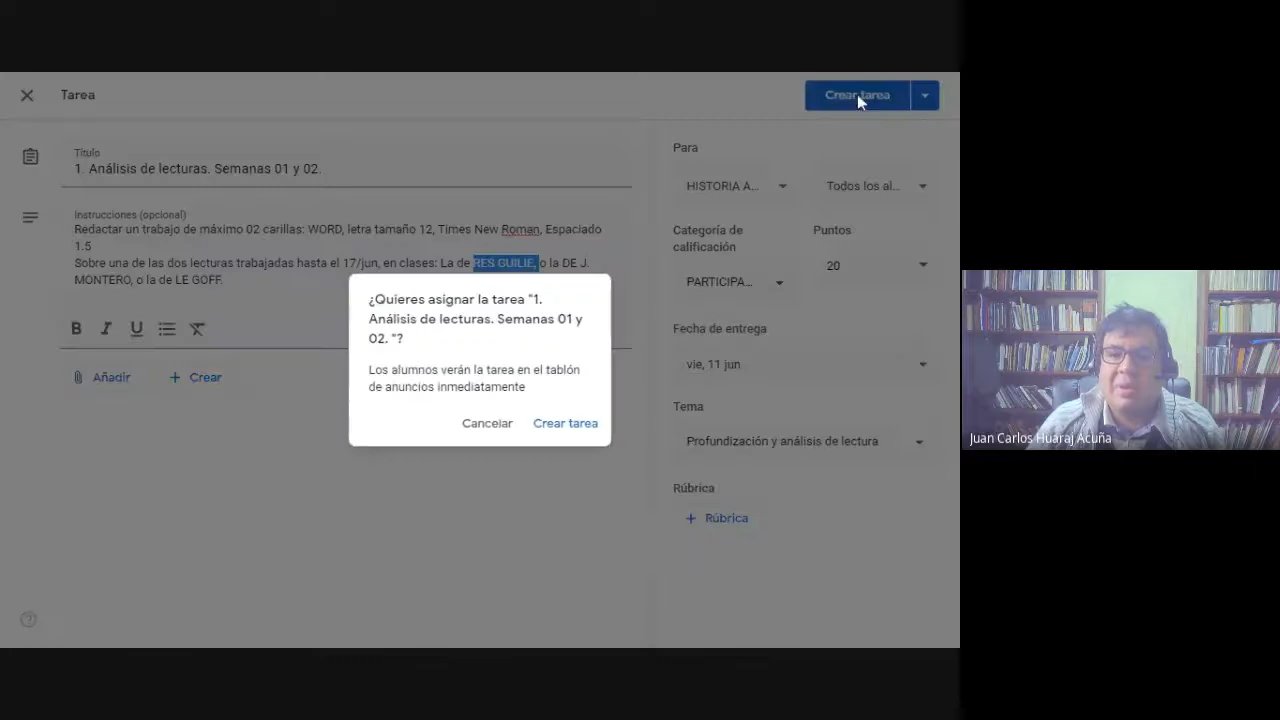 Tarea
Crear tarea
Título
1. Análisis de lecturas. Semanas 01 y 02.
Instrucciones (opcional)
Redactar un trabajo de máximo 02 carillas: WORD, letra tamaño 12, Times New Roman, Espaciado
1.5
Sobre una de las dos lecturas trabajadas hasta el 17/jun, en clases: La de RES GUILIE, o la DE J.
MONTERO, o la de LE GOFF.
Añadir
Crear
¿Quieres asignar la tarea "1.
Análisis de lecturas. Semanas 01 y
02. "?
Los alumnos verán la tarea en el tablón
de anuncios inmediatamente
Cancelar
Crear tarea
Para
HISTORIA A...
Todos los al...
Categoría de
calificación
Puntos
PARTICIPA...
20
Fecha de entrega
vie, 11 jun
Tema
Profundización y análisis de lectura
Rúbrica
+ Rúbrica
Juan Carlos Huaraj Acuña